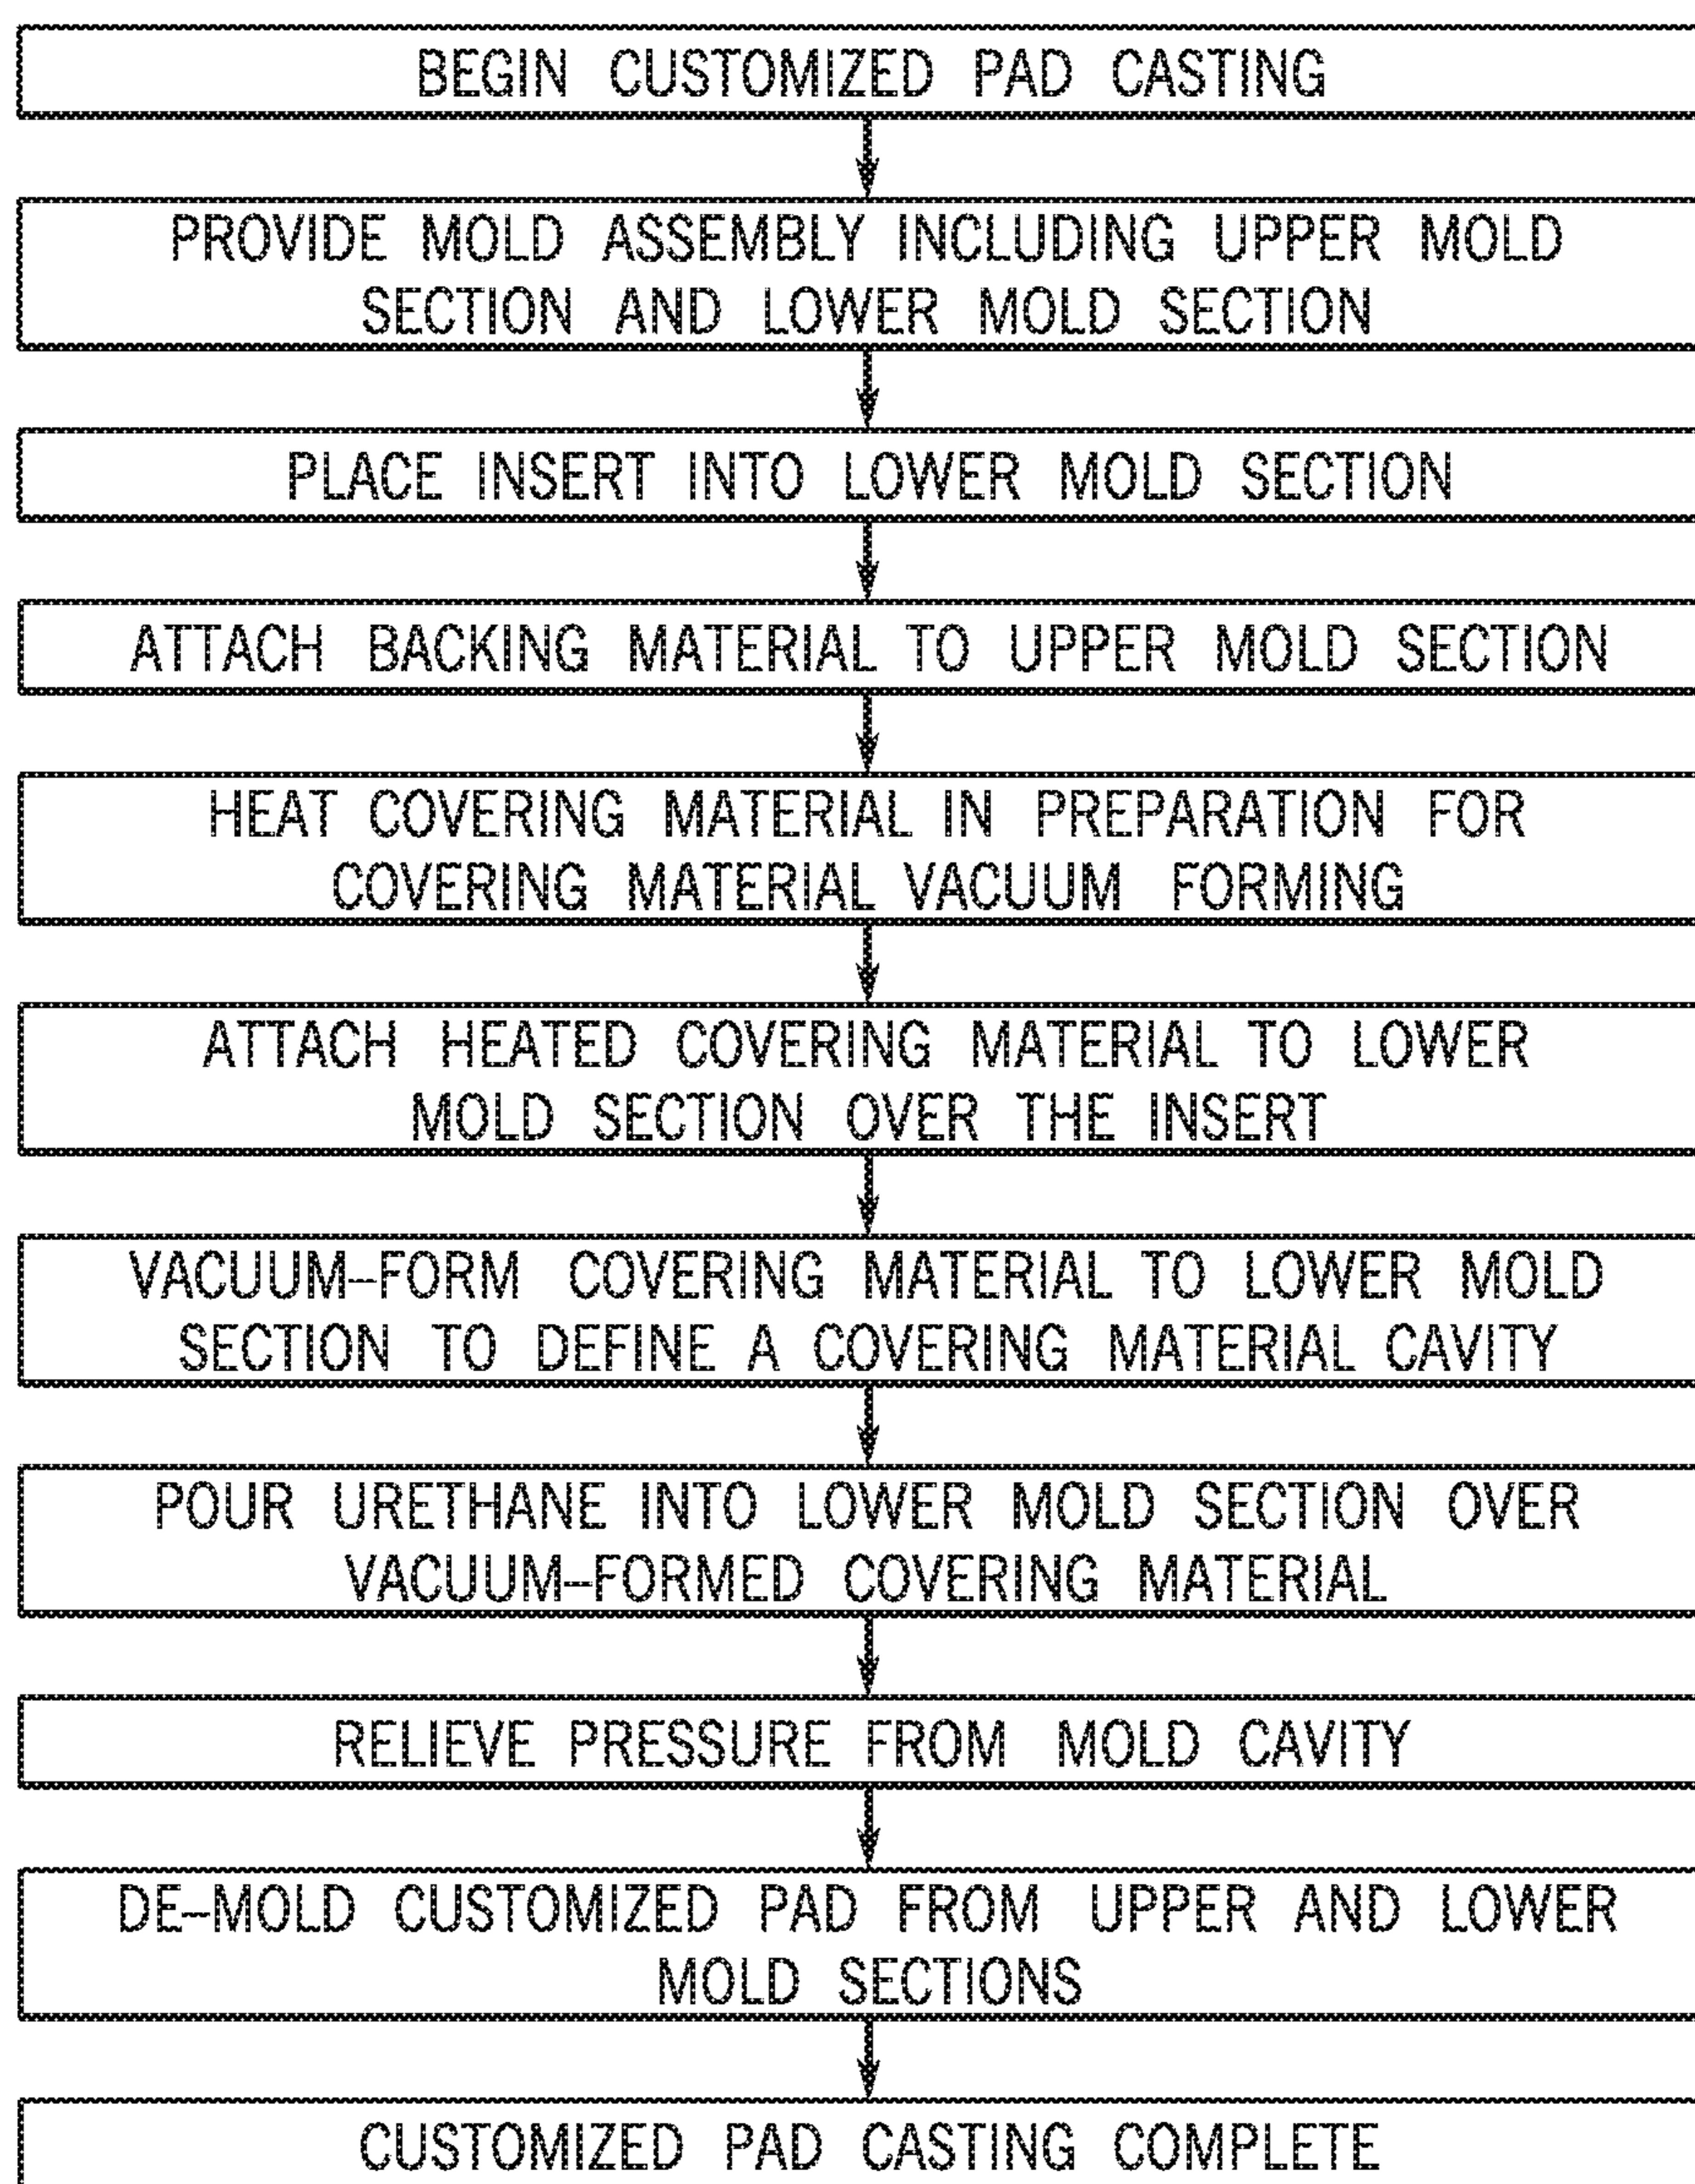 BEGIN CUSTOMIZED PAD CASTING
PROVIDE MOLD ASSEMBLY INCLUDING UPPER MOLD
SECTION AND LOWER MOLD SECTION
PLACE INSERT INTO LOWER MOLD SECTION
ATTACH BACKING MATERIAL TO UPPER MOLD SECTION
HEAT COVERING MATERIAL IN PREPARATION FOR
COVERING MATERIAL VACUUM FORMING
ATTACH HEATED COVERING MATERIAL TO LOWER
MOLD SECTION OVER THE INSERT
VACUUM-FORM COVERING MATERIAL TO LOWER MOLD
SECTION TO DEFINE A COVERING MATERIAL CAVITY
POUR URETHANE INTO LOWER MOLD SECTION OVER
VACUUM-FORMED COVERING MATERIAL
RELIEVE PRESSURE FROM MOLD CAVITY
DE-MOLD CUSTOMIZED PAD FROM UPPER AND LOWER
MOLD SECTIONS
CUSTOMIZED PAD CASTING COMPLETE